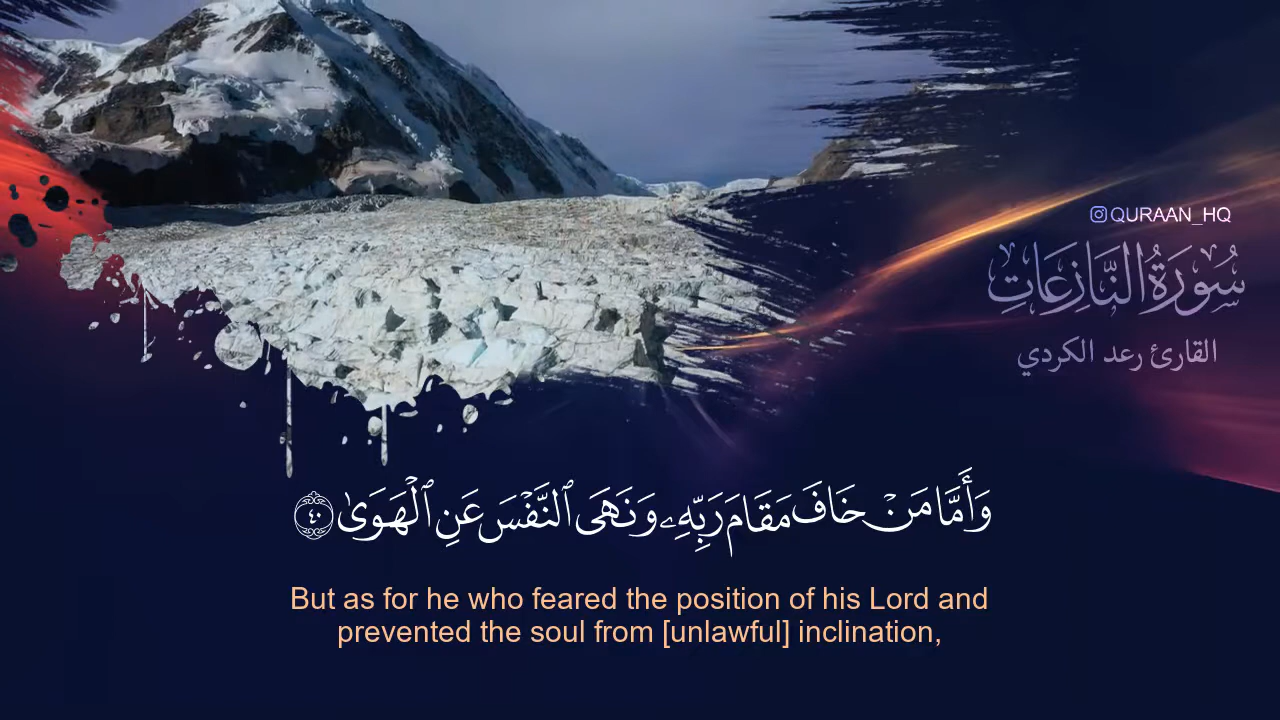 QURAAN_HQ
سُورَةُ النَّازِعَات
القارئ رعد الكردي
وَأَمَّا مَنْ خَافَ مَقَامَ رَبِّهِۦ وَنَهَى ٱلنَّفْسَ عَنِ ٱلْهَوَىٰ ٤٠
But as for he who feared the position of his Lord and
prevented the soul from [unlawful] inclination,